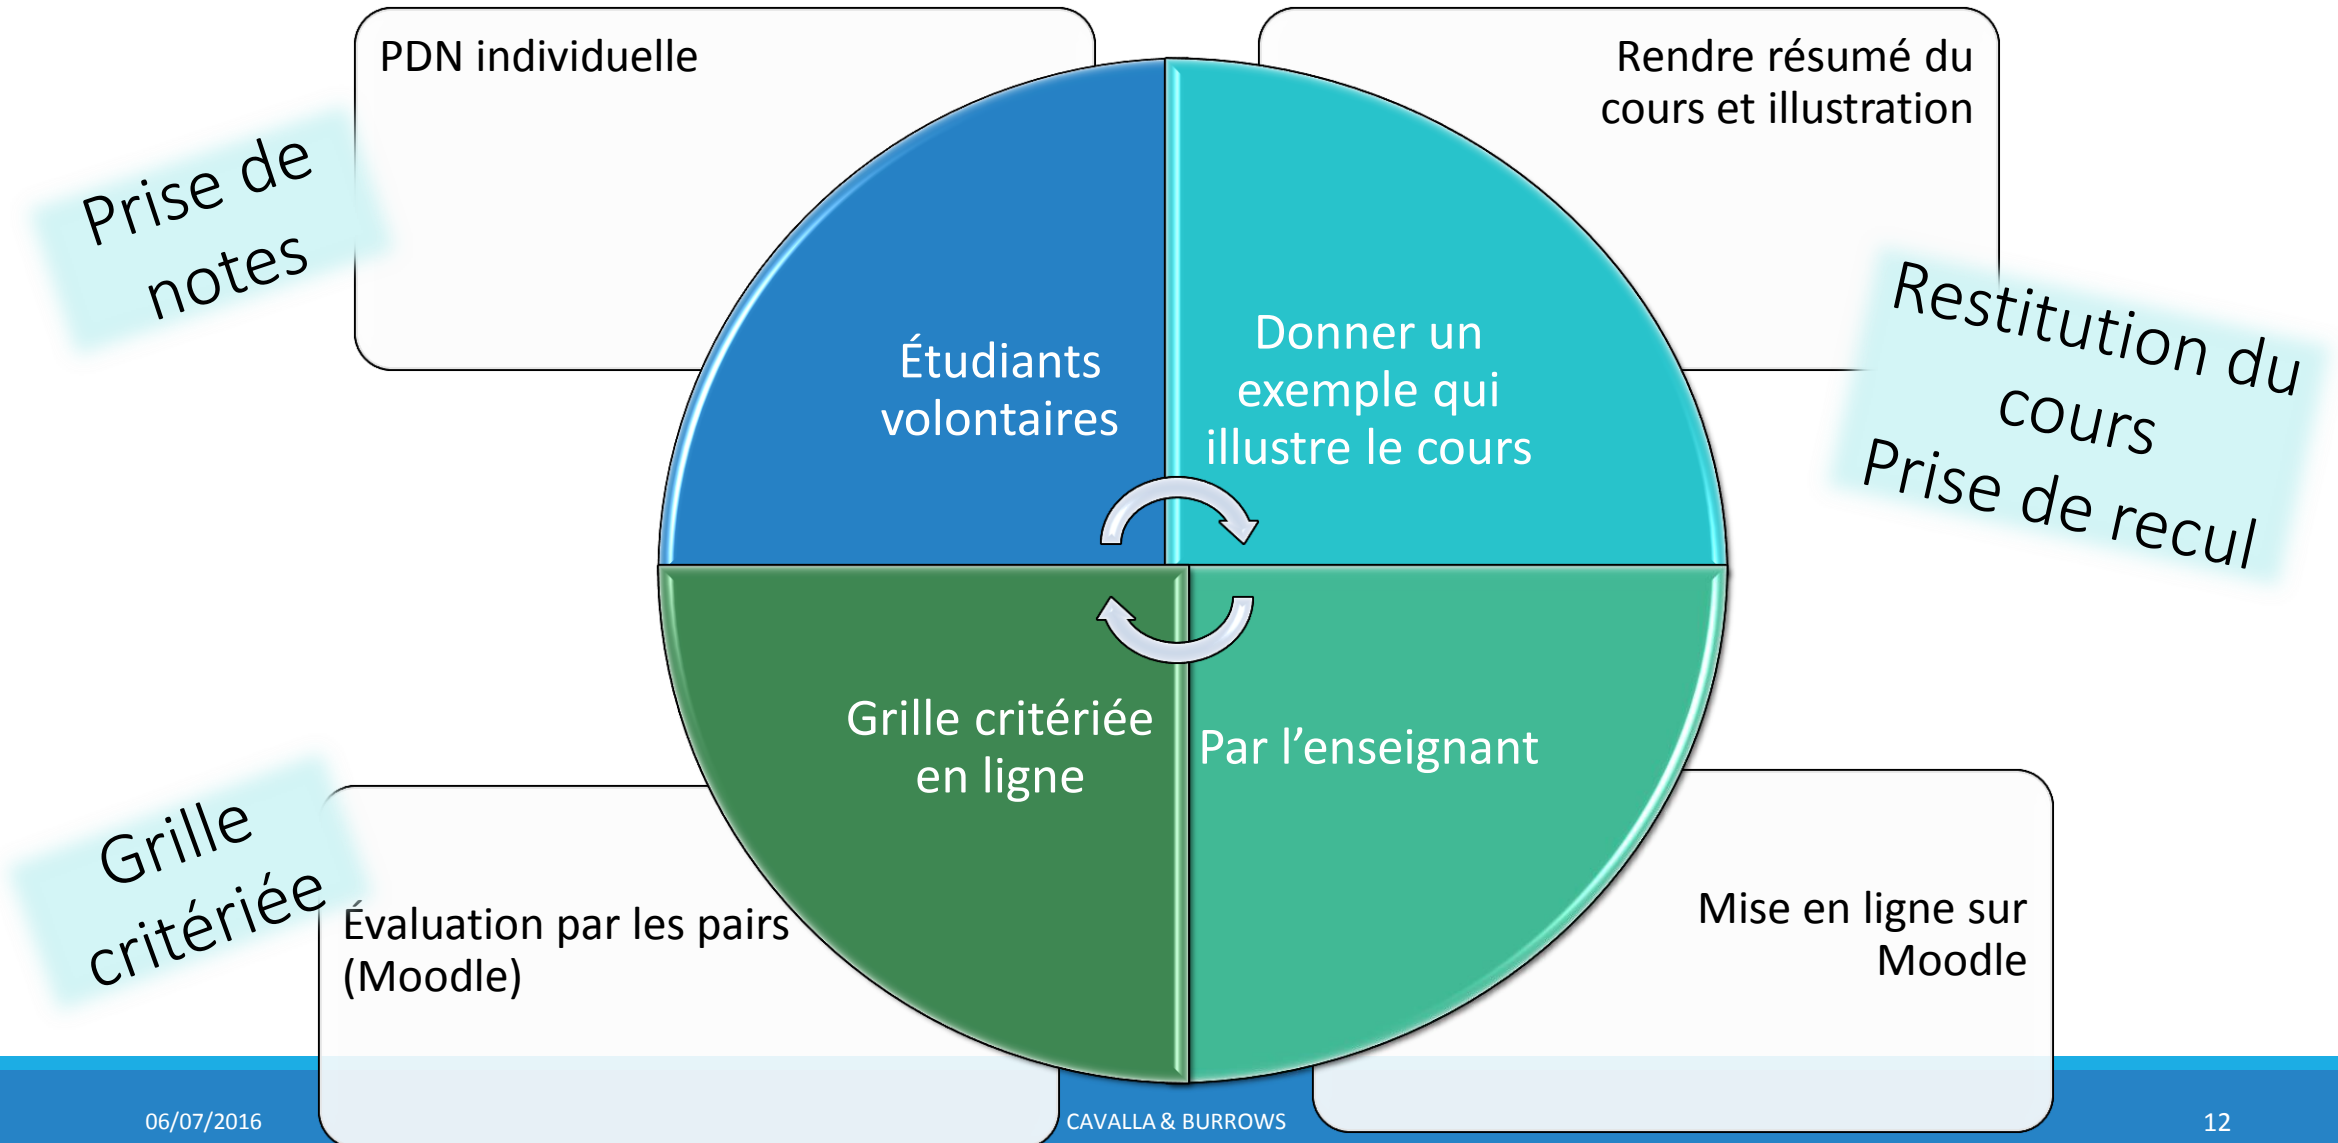 PDN individuelle
Rendre résumé du
cours et illustration
Prise de
notes
Étudiants
volontaires
Donner un
exemple qui
illustre le cours
Restitution du
cours
Prise de recul
Grille critériée
en ligne
Par l’enseignant
Grille
critériée
Évaluation par les pairs
(Moodle)
Mise en ligne sur
Moodle
06/07/2016
CAVALLA & BURROWS
12